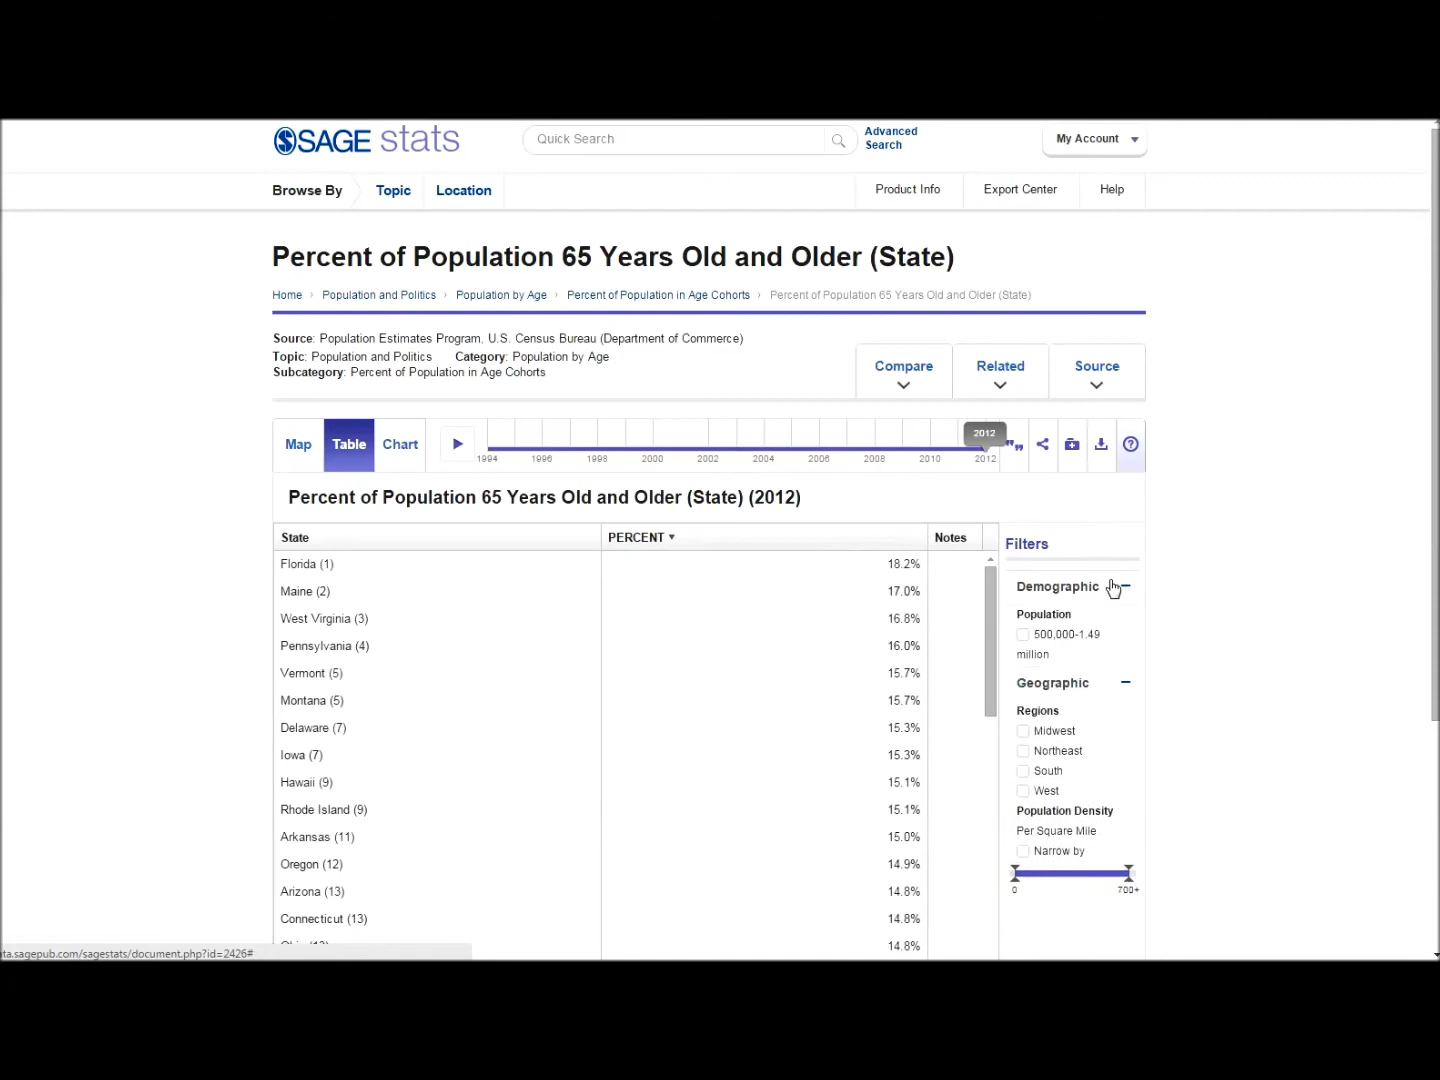 SAGE stats
Quick Search
Advanced
Search
My Account
Browse By
Topic
Location
Product Info
Export Center
Help
Percent of Population 65 Years Old and Older (State)
Home › Population and Politics › Population by Age › Percent of Population in Age Cohorts › Percent of Population 65 Years Old and Older (State)
Source: Population Estimates Program, U.S. Census Bureau (Department of Commerce)
Topic: Population and Politics Category: Population by Age
Subcategory: Percent of Population in Age Cohorts
Compare
Related
Source
Map
Table
Chart
2012
1994 1996 1998 2000 2002 2004 2006 2008 2010 2012
Percent of Population 65 Years Old and Older (State) (2012)
State PERCENT ▼ Notes
Florida (1) 18.2%
Maine (2) 17.0%
West Virginia (3) 16.8%
Pennsylvania (4) 16.0%
Vermont (5) 15.7%
Montana (5) 15.7%
Delaware (7) 15.3%
Iowa (7) 15.3%
Hawaii (9) 15.1%
Rhode Island (9) 15.1%
Arkansas (11) 15.0%
Oregon (12) 14.9%
Arizona (13) 14.8%
Connecticut (13) 14.8%
14.8%
Filters
Demographic
Population
500,000-1.49
million
Geographic
Regions
Midwest
Northeast
South
West
Population Density
Per Square Mile
Narrow by
0 700+
ta.sagepub.com/sagestats/document.php?id=2426#